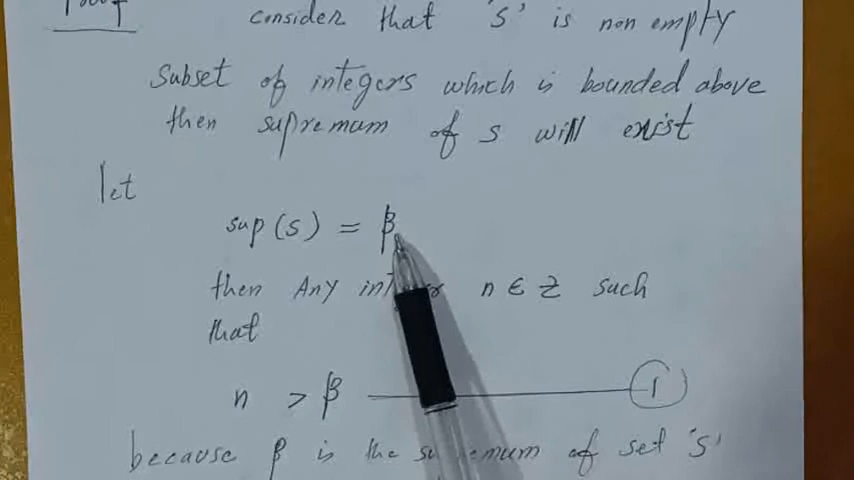 Proof consider that 's' is non empty
subset of integers which is bounded above
then supremum of s will exist
let
sup(s) = β
then Any n ∈ Z such
that
n > β ① 
because β is the of set 's'